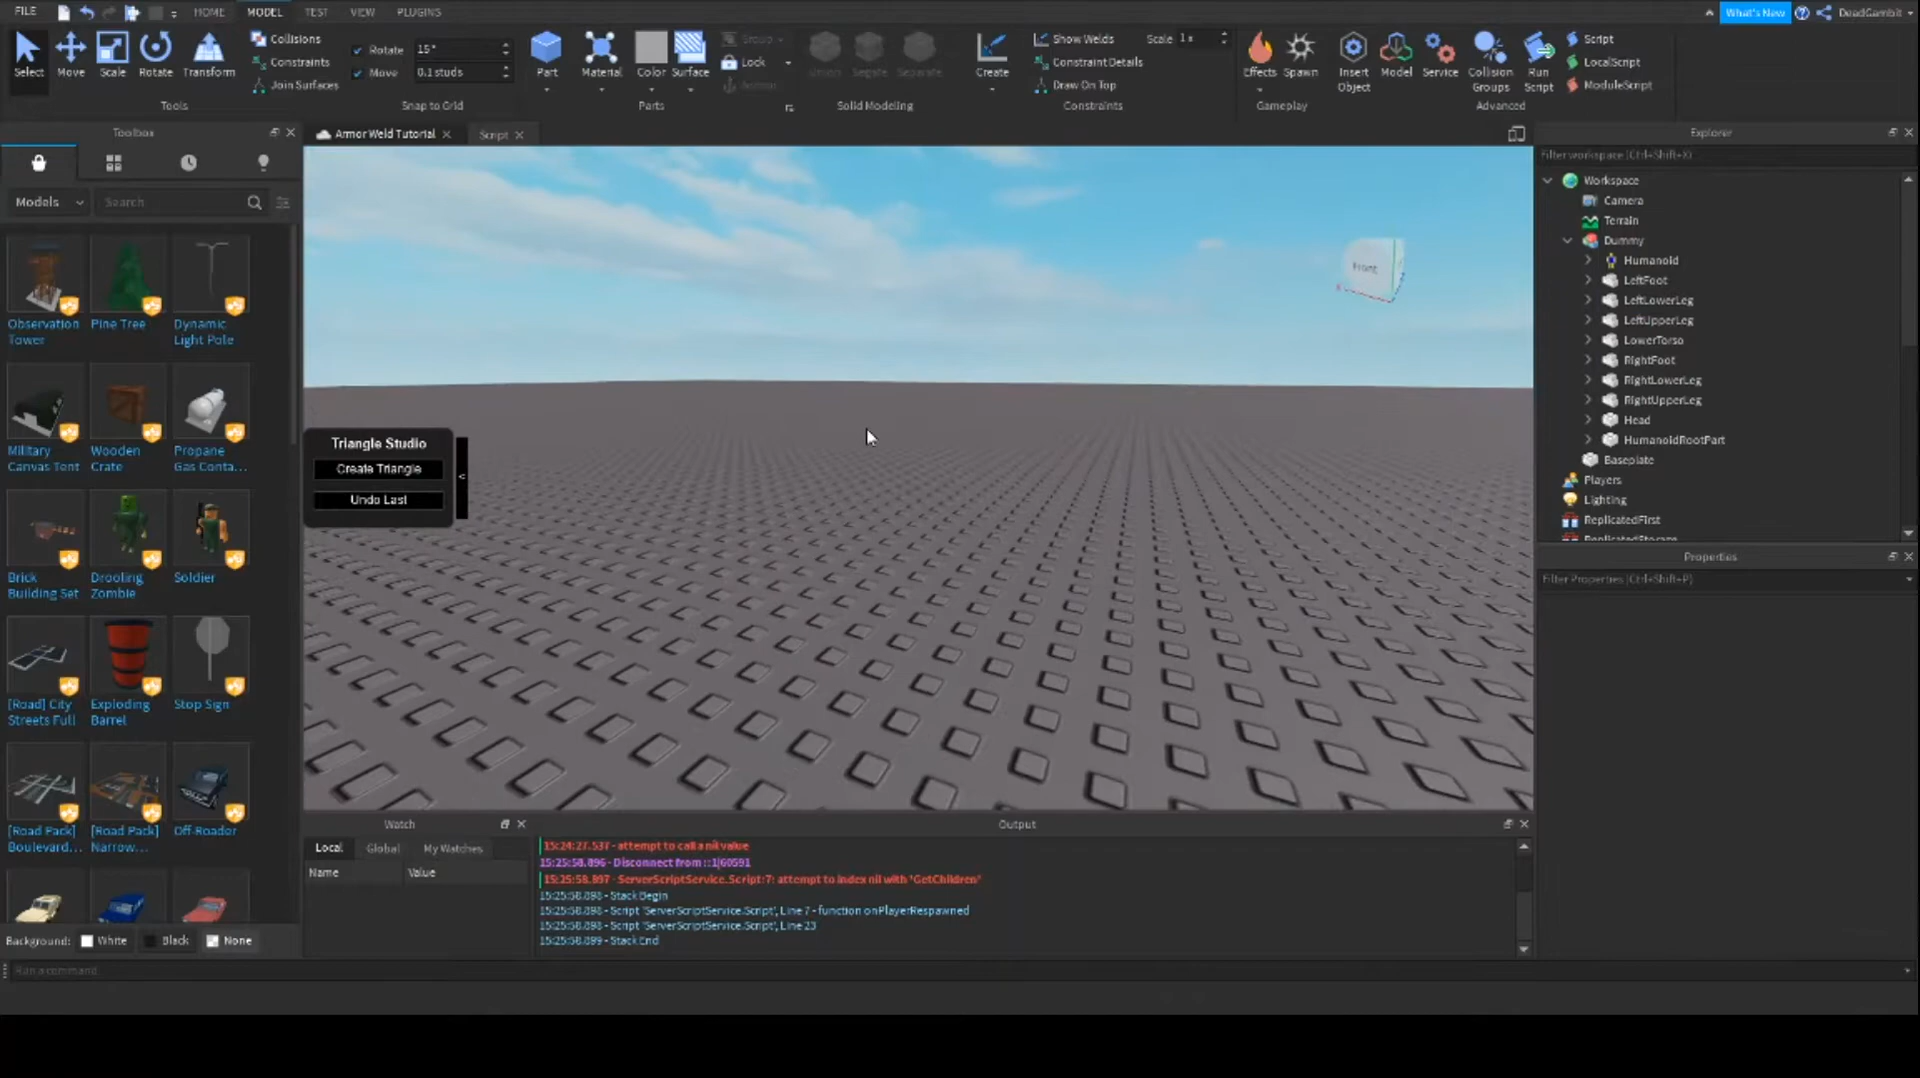 FILE HOME MODEL TEST VIEW PLUGINS What's New DeadGambit
Select Move Scale Rotate Transform
Tools
Collisions
Constraints
Join Surfaces
Rotate 15°
Move 0.1 studs
Snap to Grid
Part Material Color Surface
Group
Lock
Anchor
Parts
Union Negate Separate
Solid Modeling
Create
Show Welds
Constraint Details
Draw On Top
Scale 1x
Constraints
Effects Spawn
Gameplay
Insert Object
Model
Service
Collision Groups
Run Script
Script
LocalScript
ModuleScript
Advanced
Toolbox
Models
Search
Observation Tower
Pine Tree
Dynamic Light Pole
Military Canvas Tent
Wooden Crate
Propane Gas Conta...
Brick Building Set
Drooling Zombie
Soldier
[Road] City Streets Full
Exploding Barrel
Stop Sign
[Road Pack] Boulevard...
[Road Pack] Narrow...
Off-Roader
Background: White Black None
Run a command
Armor Weld Tutorial
Script
Front
Triangle Studio
Create Triangle
Undo Last
<
Watch
Local Global My Watches
Name Value
Output
15:24:27.537 - attempt to call a nil value
15:25:58.896 - Disconnect from ::1|60591
15:25:58.897 - ServerScriptService.Script:7: attempt to index nil with 'GetChildren'
15:25:58.898 - Stack Begin
15:25:58.898 - Script 'ServerScriptService.Script', Line 7 - function onPlayerRespawned
15:25:58.898 - Script 'ServerScriptService.Script', Line 23
15:25:58.899 - Stack End
Explorer
Filter workspace (Ctrl+Shift+X)
Workspace
Camera
Terrain
Dummy
Humanoid
LeftFoot
LeftLowerLeg
LeftUpperLeg
LowerTorso
RightFoot
RightLowerLeg
RightUpperLeg
Head
HumanoidRootPart
Baseplate
Players
Lighting
ReplicatedFirst
ReplicatedStorage
Properties
Filter Properties (Ctrl+Shift+P)